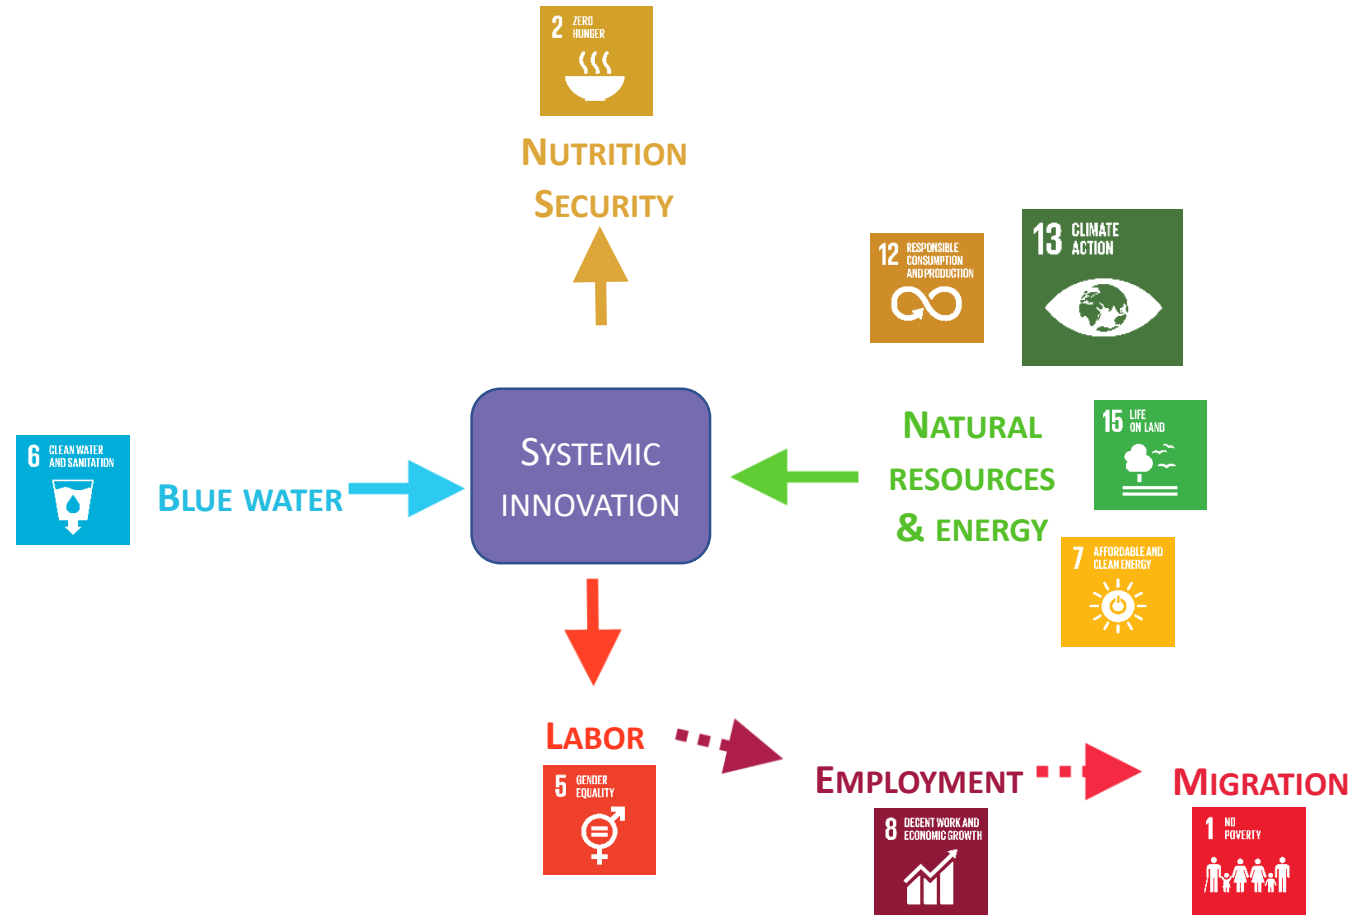 2 ZERO
HUNGER
NUTRITION
SECURITY
12 RESPONSIBLE
CONSUMPTION
AND PRODUCTION
13 CLIMATE
ACTION
6 CLEAN WATER
AND SANITATION
BLUE WATER
SYSTEMIC
INNOVATION
NATURAL
RESOURCES
& ENERGY
15 LIFE
ON LAND
7 AFFORDABLE AND
CLEAN ENERGY
LABOR
5 GENDER
EQUALITY
EMPLOYMENT
8 DECENT WORK AND
ECONOMIC GROWTH
MIGRATION
1 NO
POVERTY